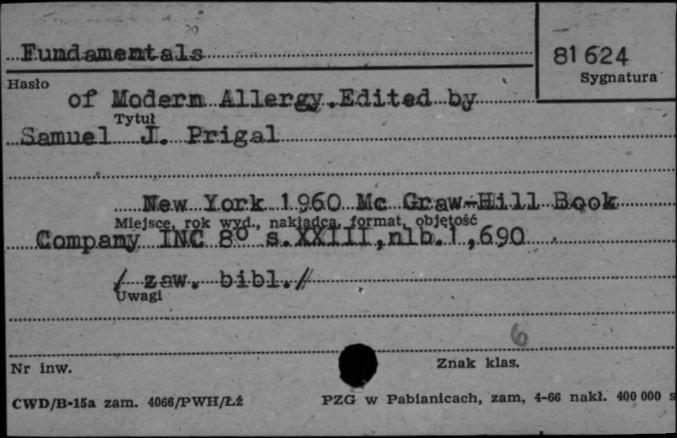 Fundamentals
81 624
Hasło
Sygnatura
of Modern Allergy. Edited by
Tytuł
Samuel J. Prigal
New York 1960 Mc Graw-Hill Book
Miejsce, rok wyd., nakładca, format, objętość
Company INC 8° s.XXIII,nlb.1,690
/ zaw. bibl.//
Uwagi
6
Nr inw.
Znak klas.
CWD/B-15a zam. 4066/PWH/Łź
PZG w Pabianicach, zam, 4-66 nakł. 400 000 s